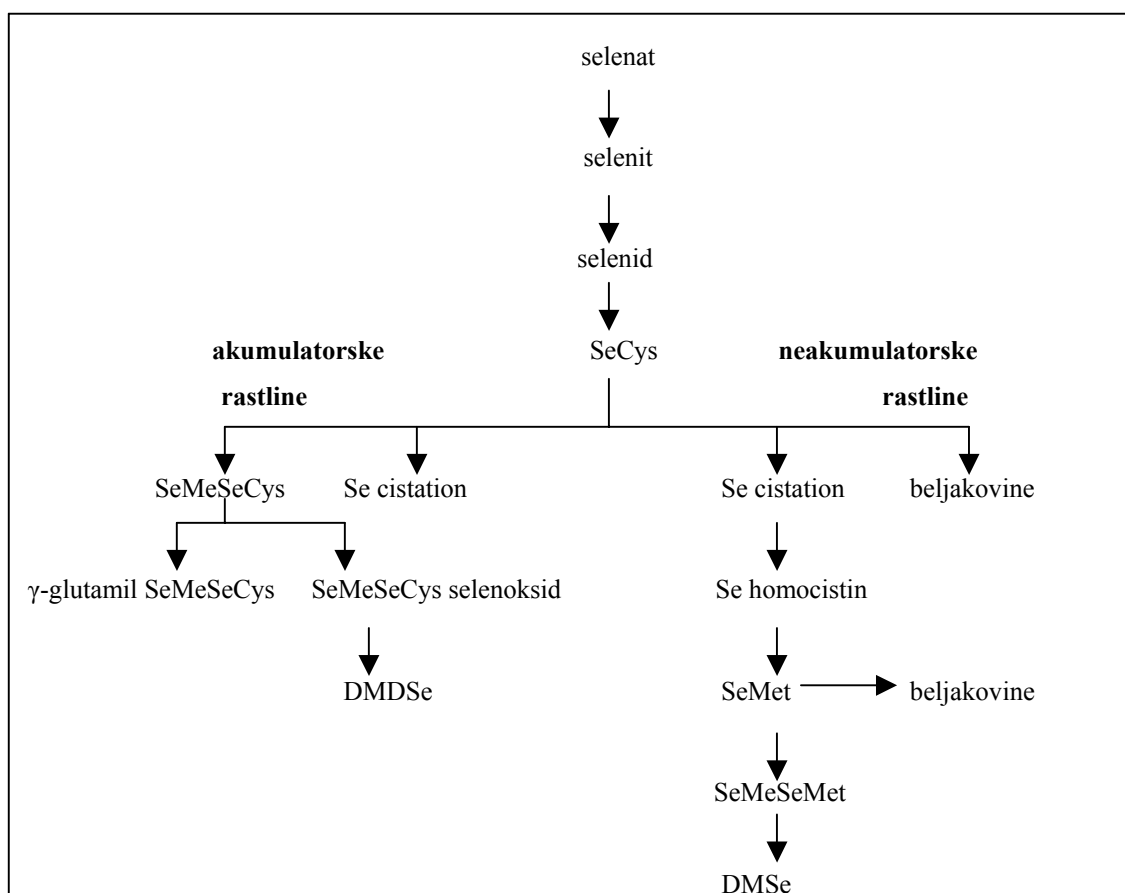 selenat
selenit
selenid
akumulatorske SeCys neakumulatorske
rastline rastline
SeMeSeCys Se cistation Se cistation beljakovine
γ-glutamil SeMeSeCys SeMeSeCys selenoksid Se homocistin
DMDSe SeMet beljakovine
SeMeSeMet
DMSe